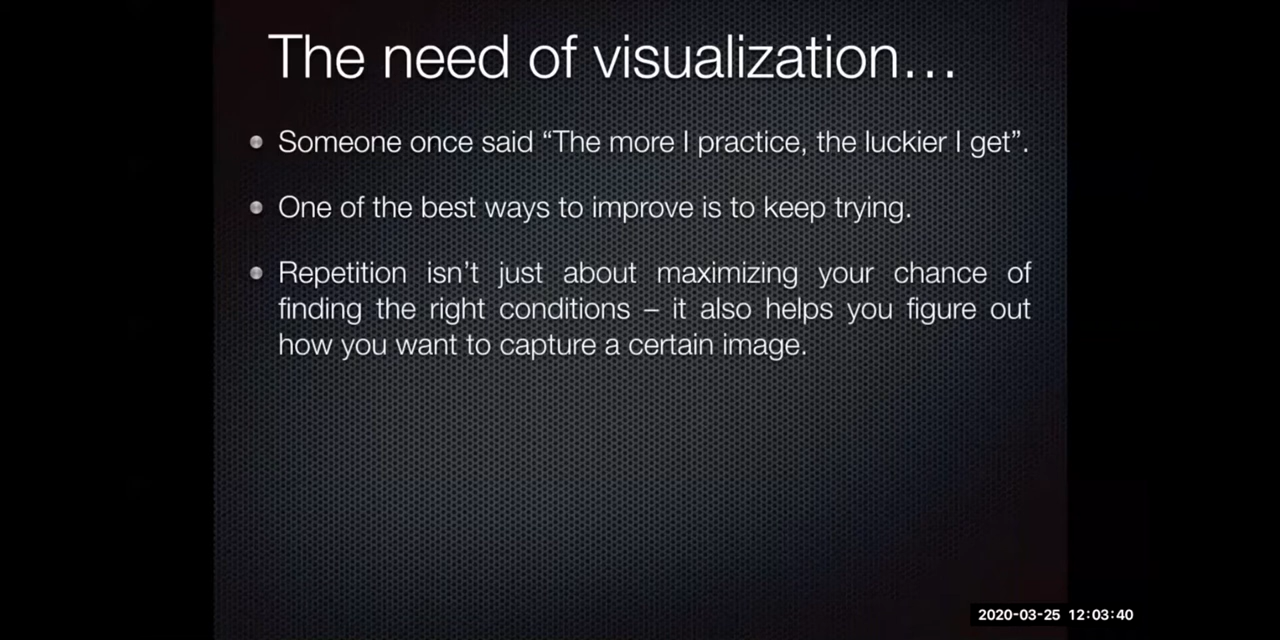 The need of visualization…
Someone once said “The more I practice, the luckier I get”.
One of the best ways to improve is to keep trying.
Repetition isn’t just about maximizing your chance of
finding the right conditions – it also helps you figure out
how you want to capture a certain image.
2020-03-25 12:03:40